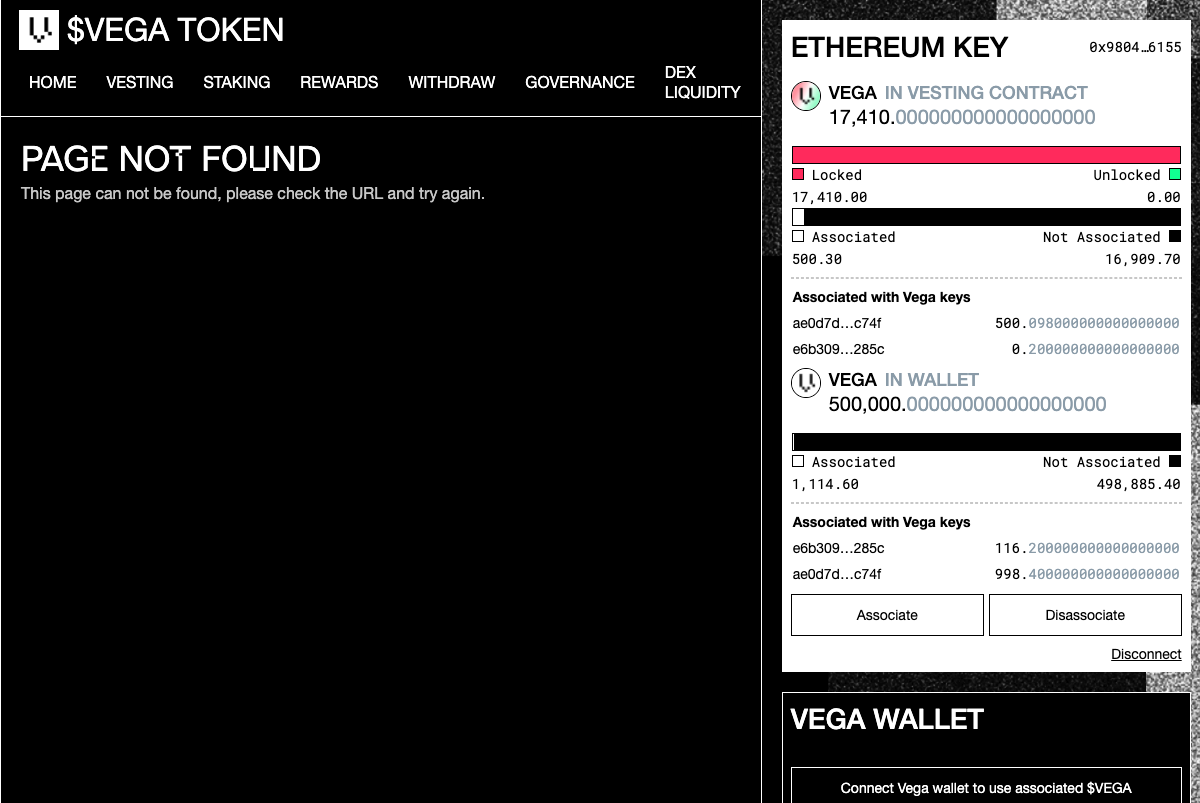 $VEGA TOKEN
HOME VESTING STAKING REWARDS WITHDRAW GOVERNANCE DEX LIQUIDITY
PAGE NOT FOUND
This page can not be found, please check the URL and try again.
ETHEREUM KEY 0x9804…6155
VEGA IN VESTING CONTRACT
17,410.000000000000000000
Locked Unlocked
17,410.00 0.00
Associated Not Associated
500.30 16,909.70
Associated with Vega keys
ae0d7d…c74f 500.098000000000000000
e6b309…285c 0.200000000000000000
VEGA IN WALLET
500,000.000000000000000000
Associated Not Associated
1,114.60 498,885.40
Associated with Vega keys
e6b309…285c 116.200000000000000000
ae0d7d…c74f 998.400000000000000000
Associate Disassociate
Disconnect
VEGA WALLET
Connect Vega wallet to use associated $VEGA